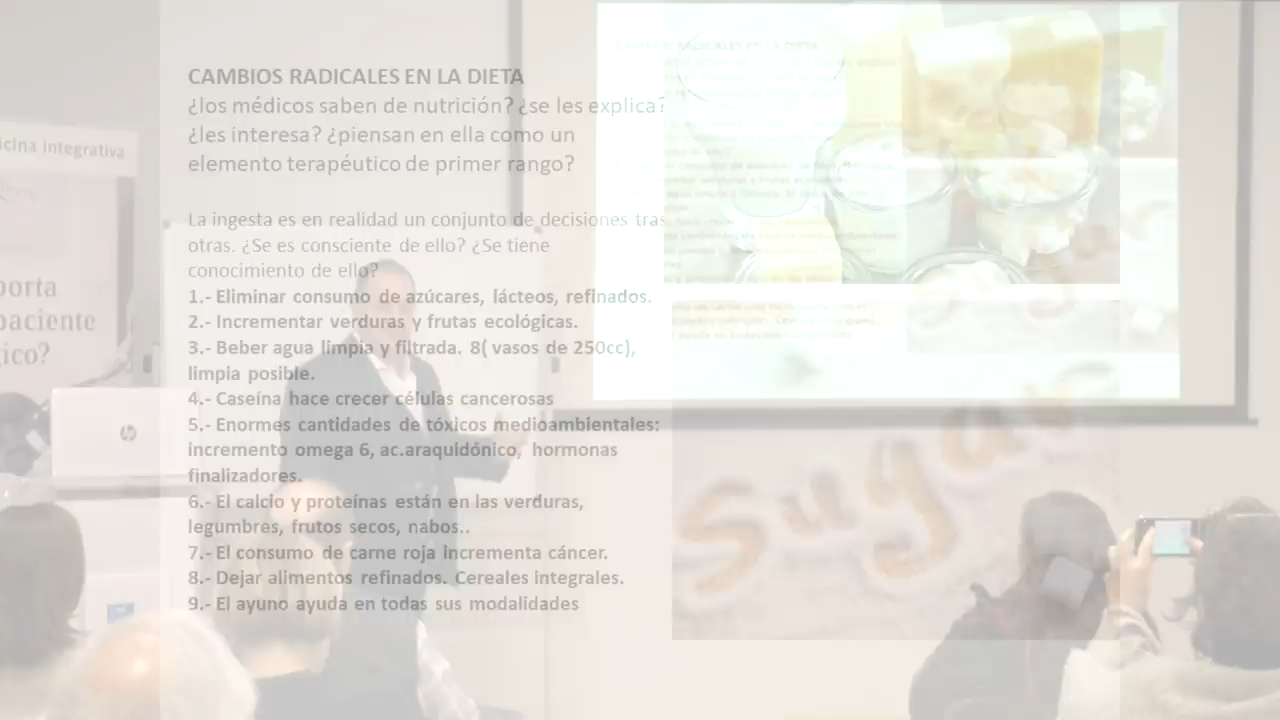 CAMBIOS RADICALES EN LA DIETA
¿los médicos saben de nutrición? ¿se les explica?
¿les interesa? ¿piensan en ella como un
elemento terapéutico de primer rango?
La ingesta es en realidad un conjunto de decisiones tras
otras. ¿Se es consciente de ello? ¿Se tiene
conocimiento de ello?
1.- Eliminar consumo de azúcares, lácteos, refinados.
2.- Incrementar verduras y frutas ecológicas.
3.- Beber agua limpia y filtrada. 8( vasos de 250cc),
limpia posible.
4.- Caseína hace crecer células cancerosas
5.- Enormes cantidades de tóxicos medioambientales:
incremento omega 6, ac.araquidónico, hormonas
finalizadores.
6.- El calcio y proteínas están en las verduras,
legumbres, frutos secos, nabos..
7.- El consumo de carne roja incrementa cáncer.
8.- Dejar alimentos refinados. Cereales integrales.
9.- El ayuno ayuda en todas sus modalidades
icina integrativa
porta
paciente
gico?
hp
Sugar